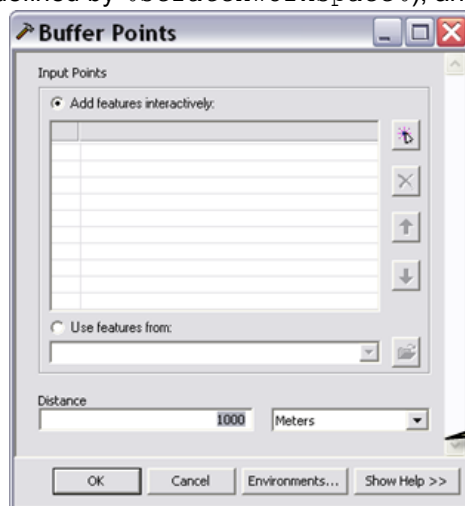 Buffer Points
Input Points
Add features interactively:
Use features from:
Distance
1000 Meters
OK Cancel Environments... Show Help >>